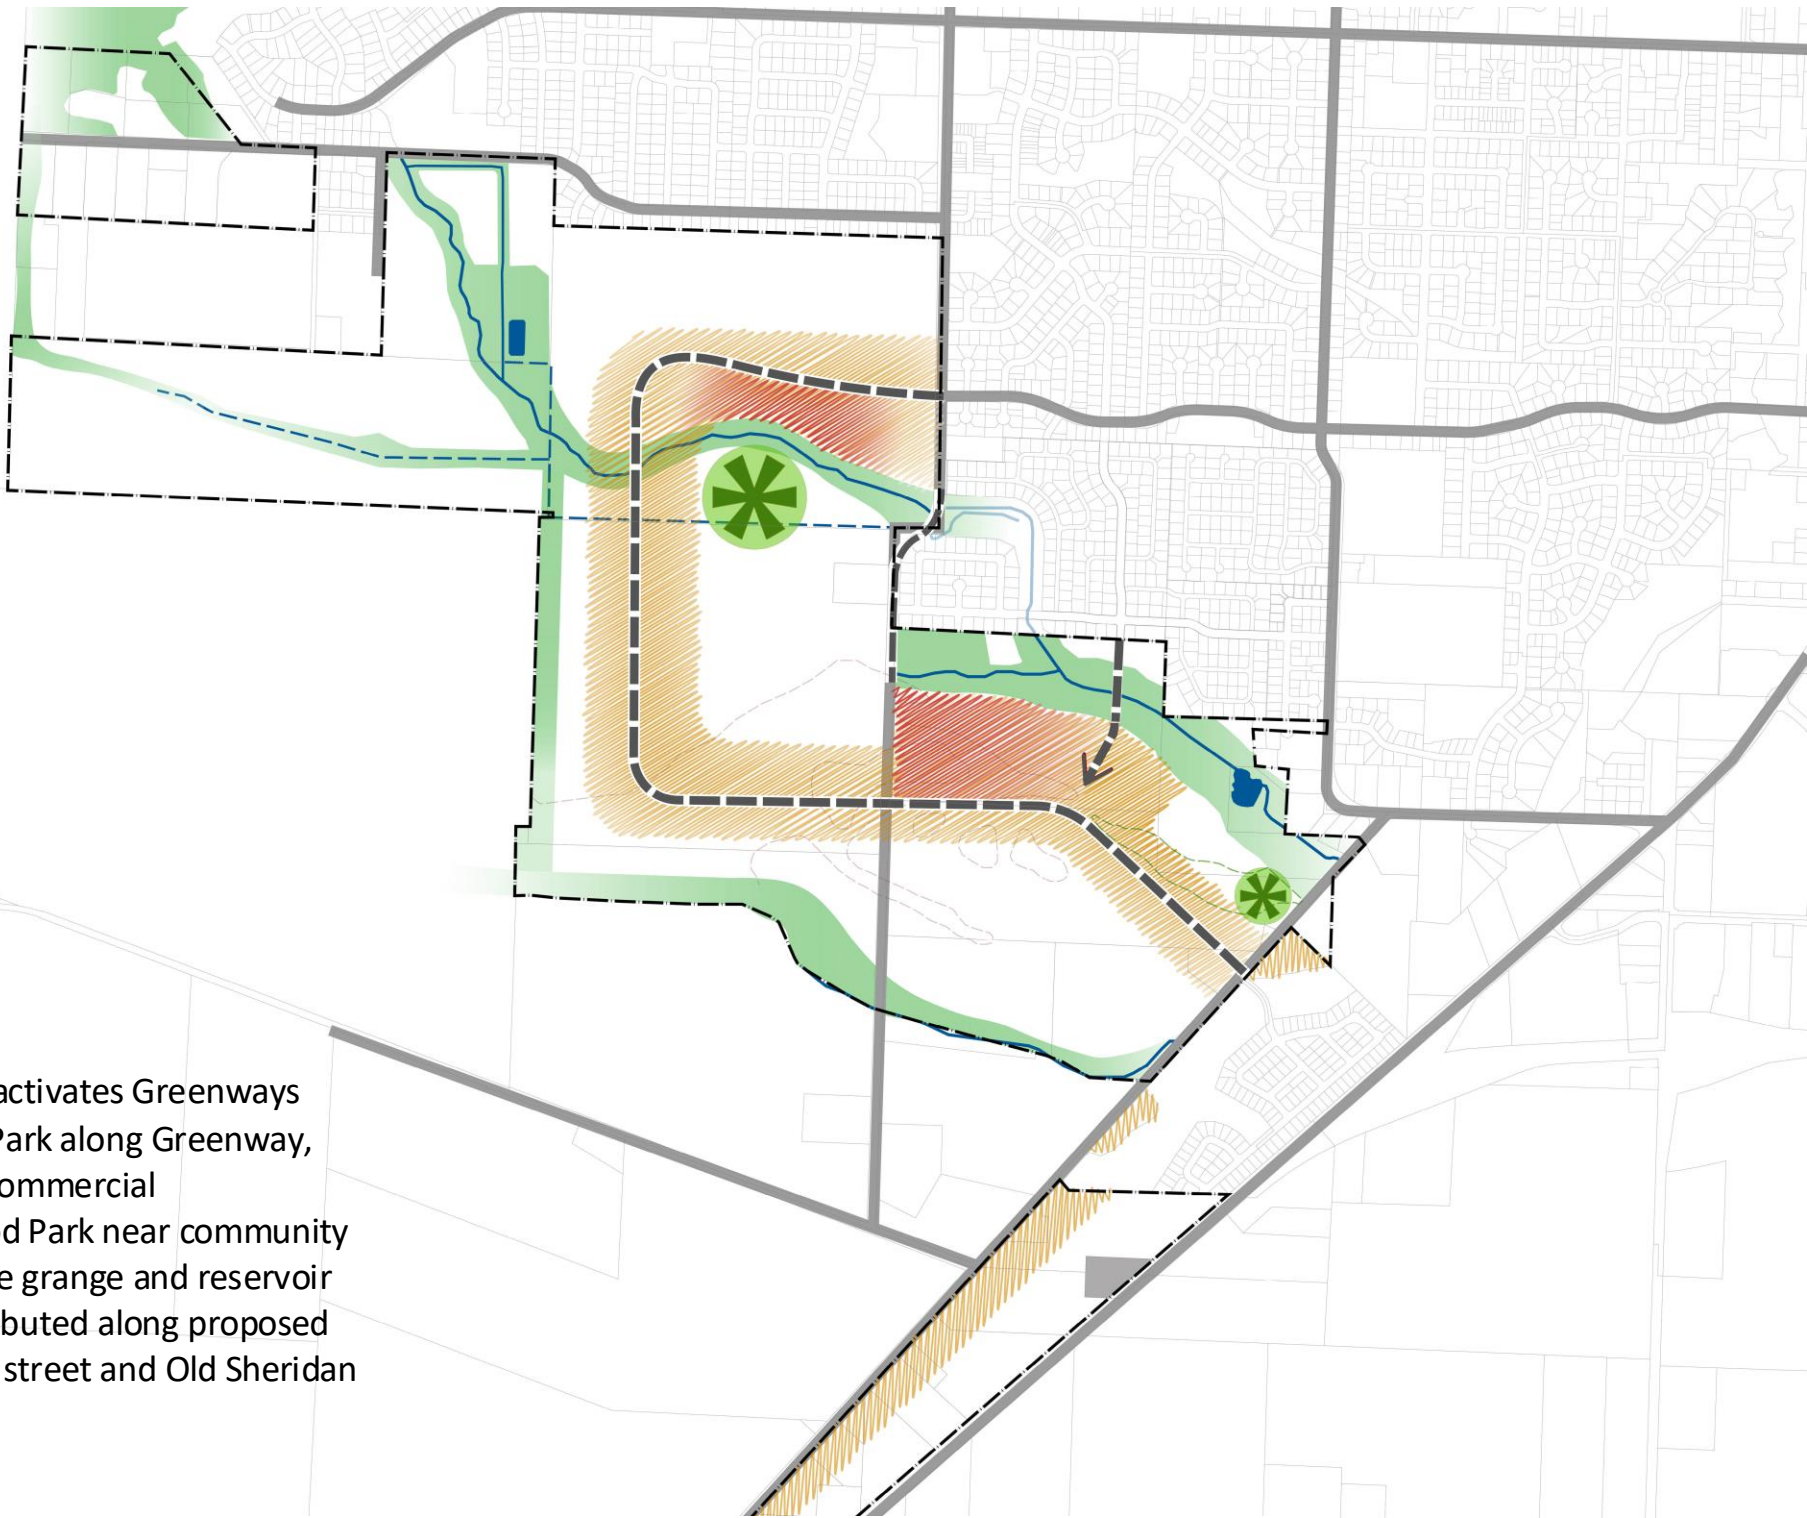 activates Greenways
Park along Greenway,
ommercial
d Park near community
e grange and reservoir
buted along proposed
street and Old Sheridan